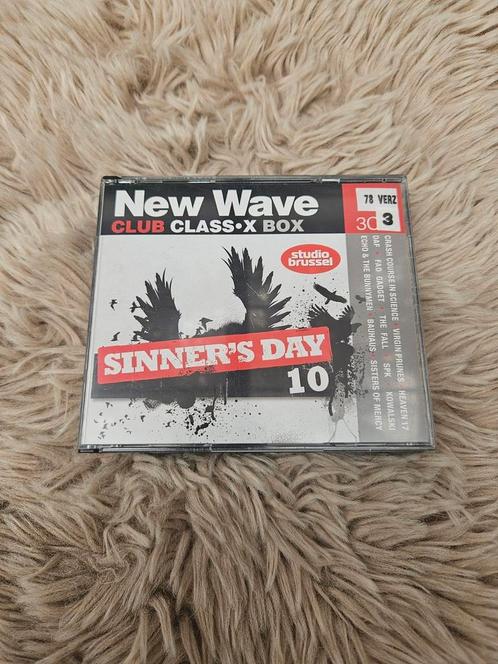 New Wave
CLUB CLASS•X BOX
studio
brussel
SINNER'S DAY
10
78 VERZ
3
3C
CRASH COURSE IN SCIENCE • VIRGIN PRUNES • HEAVEN 17
DAF • FAD GADGET • THE FALL • SPK • KOWALSKI
ECHO & THE BUNNYMEN • BAUHAUS • SISTERS OF MERCY